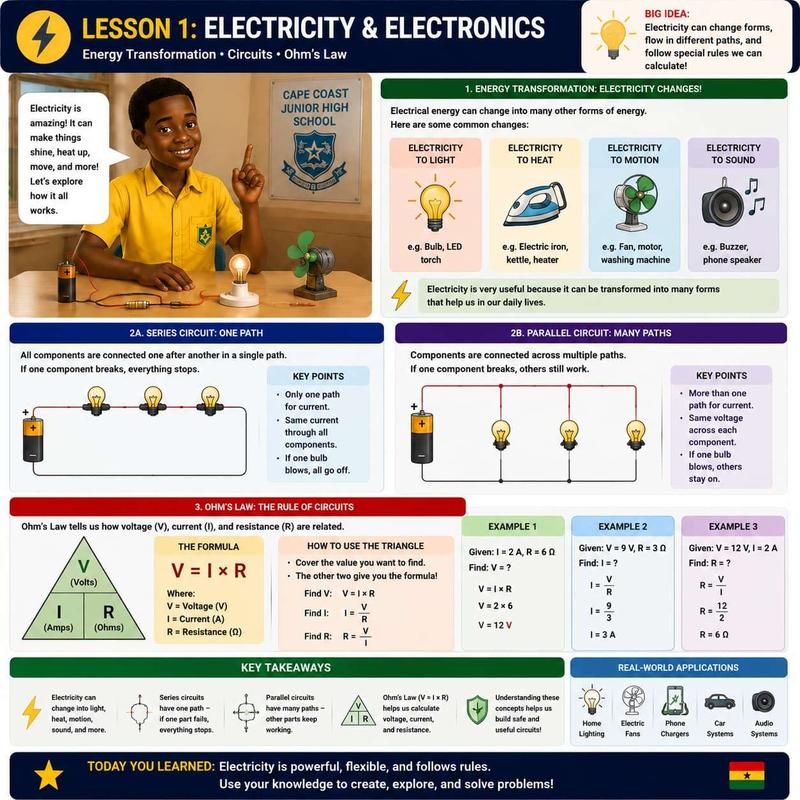 LESSON 1: ELECTRICITY & ELECTRONICS
Energy Transformation • Circuits • Ohm's Law
BIG IDEA:
Electricity can change forms,
flow in different paths, and
follow special rules we can
calculate!
Electricity is
amazing! It can
make things
shine, heat up,
move, and more!
Let's explore
how it all
works.
CAPE COAST
JUNIOR HIGH
SCHOOL
1. ENERGY TRANSFORMATION: ELECTRICITY CHANGES!
Electrical energy can change into many other forms of energy.
Here are some common changes:
ELECTRICITY
TO LIGHT
e.g. Bulb, LED
torch
ELECTRICITY
TO HEAT
e.g. Electric iron,
kettle, heater
ELECTRICITY
TO MOTION
e.g. Fan, motor,
washing machine
ELECTRICITY
TO SOUND
e.g. Buzzer,
phone speaker
Electricity is very useful because it can be transformed into many forms
that help us in our daily lives.
2A. SERIES CIRCUIT: ONE PATH
All components are connected one after another in a single path.
If one component breaks, everything stops.
+
+
KEY POINTS
• Only one path
for current.
• Same current
through all
components.
• If one bulb
blows, all go off.
2B. PARALLEL CIRCUIT: MANY PATHS
Components are connected across multiple paths.
If one component breaks, others still work.
+
+
KEY POINTS
• More than one
path for current.
• Same voltage
across each
component.
• If one bulb
blows, others
stay on.
3. OHM'S LAW: THE RULE OF CIRCUITS
Ohm's Law tells us how voltage (V), current (I), and resistance (R) are related.
V
(Volts)
I R
(Amps) (Ohms)
THE FORMULA
V = I × R
Where:
V = Voltage (V)
I = Current (A)
R = Resistance (Ω)
HOW TO USE THE TRIANGLE
• Cover the value you want to find.
• The other two give you the formula!
Find V: V = I × R
Find I: I = V/I
Find R: R = V/I
EXAMPLE 1
Given: I = 2 A, R = 6 Ω
Find: V = ?
V = I × R
V = 2 × 6
V = 12 V
EXAMPLE 2
Given: V = 9 V, R = 3 Ω
Find: I = ?
I = V/R
I = 9/3
I = 3 A
EXAMPLE 3
Given: V = 12 V, I = 2 A
Find: R = ?
R = V/I
R = 12/2
R = 6 Ω
KEY TAKEAWAYS
Electricity can
change into light,
heat, motion,
sound, and more.
Series circuits
have one path –
if one part fails,
everything stops.
Parallel circuits
have many paths –
other parts keep
working.
V
I R
Ohm's Law (V = I × R)
helps us calculate
voltage, current,
and resistance.
Understanding these
concepts helps us
build safe and
useful circuits!
REAL-WORLD APPLICATIONS
Home
Lighting
Electric
Fans
Phone
Chargers
Car
Systems
Audio
Systems
TODAY YOU LEARNED: Electricity is powerful, flexible, and follows rules.
Use your knowledge to create, explore, and solve problems!